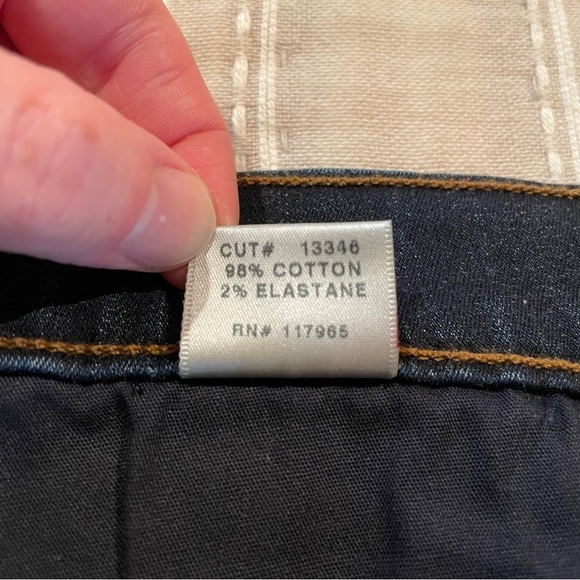 CUT# 13346
98% COTTON
2% ELASTANE
RN# 117965